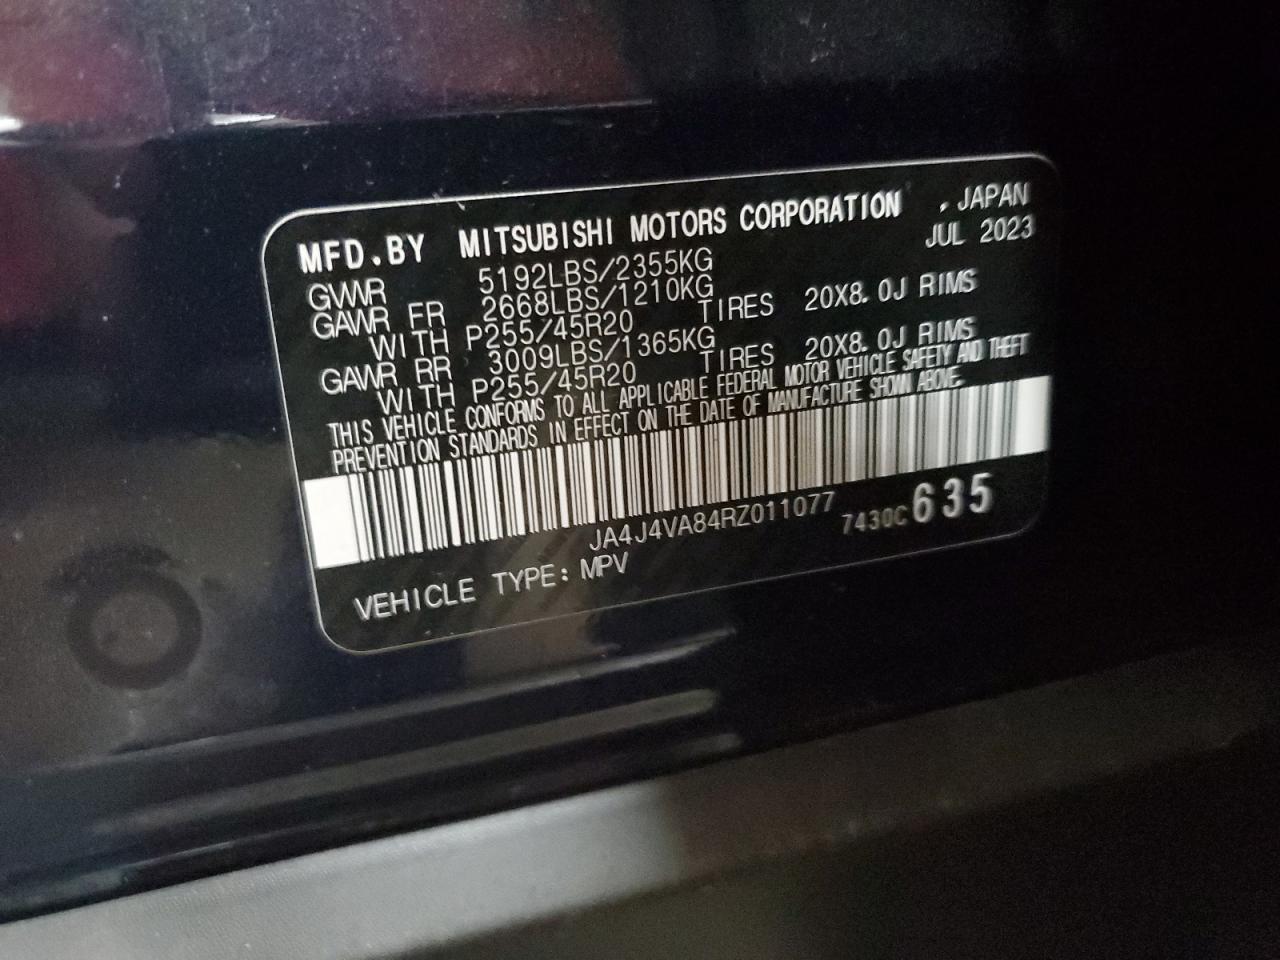 MFD.BY MITSUBISHI MOTORS CORPORATION , JAPAN
JUL 2023
GVWR 5192LBS/2355KG
GAWR FR 2668LBS/1210KG
WITH P255/45R20 TIRES 20X8.0J RIMS
GAWR RR 3009LBS/1365KG
WITH P255/45R20 TIRES 20X8.0J RIMS
THIS VEHICLE CONFORMS TO ALL APPLICABLE FEDERAL MOTOR VEHICLE SAFETY AND THEFT
PREVENTION STANDARDS IN EFFECT ON THE DATE OF MANUFACTURE SHOWN ABOVE.
JA4J4VA84RZ011077 7430C635
VEHICLE TYPE: MPV